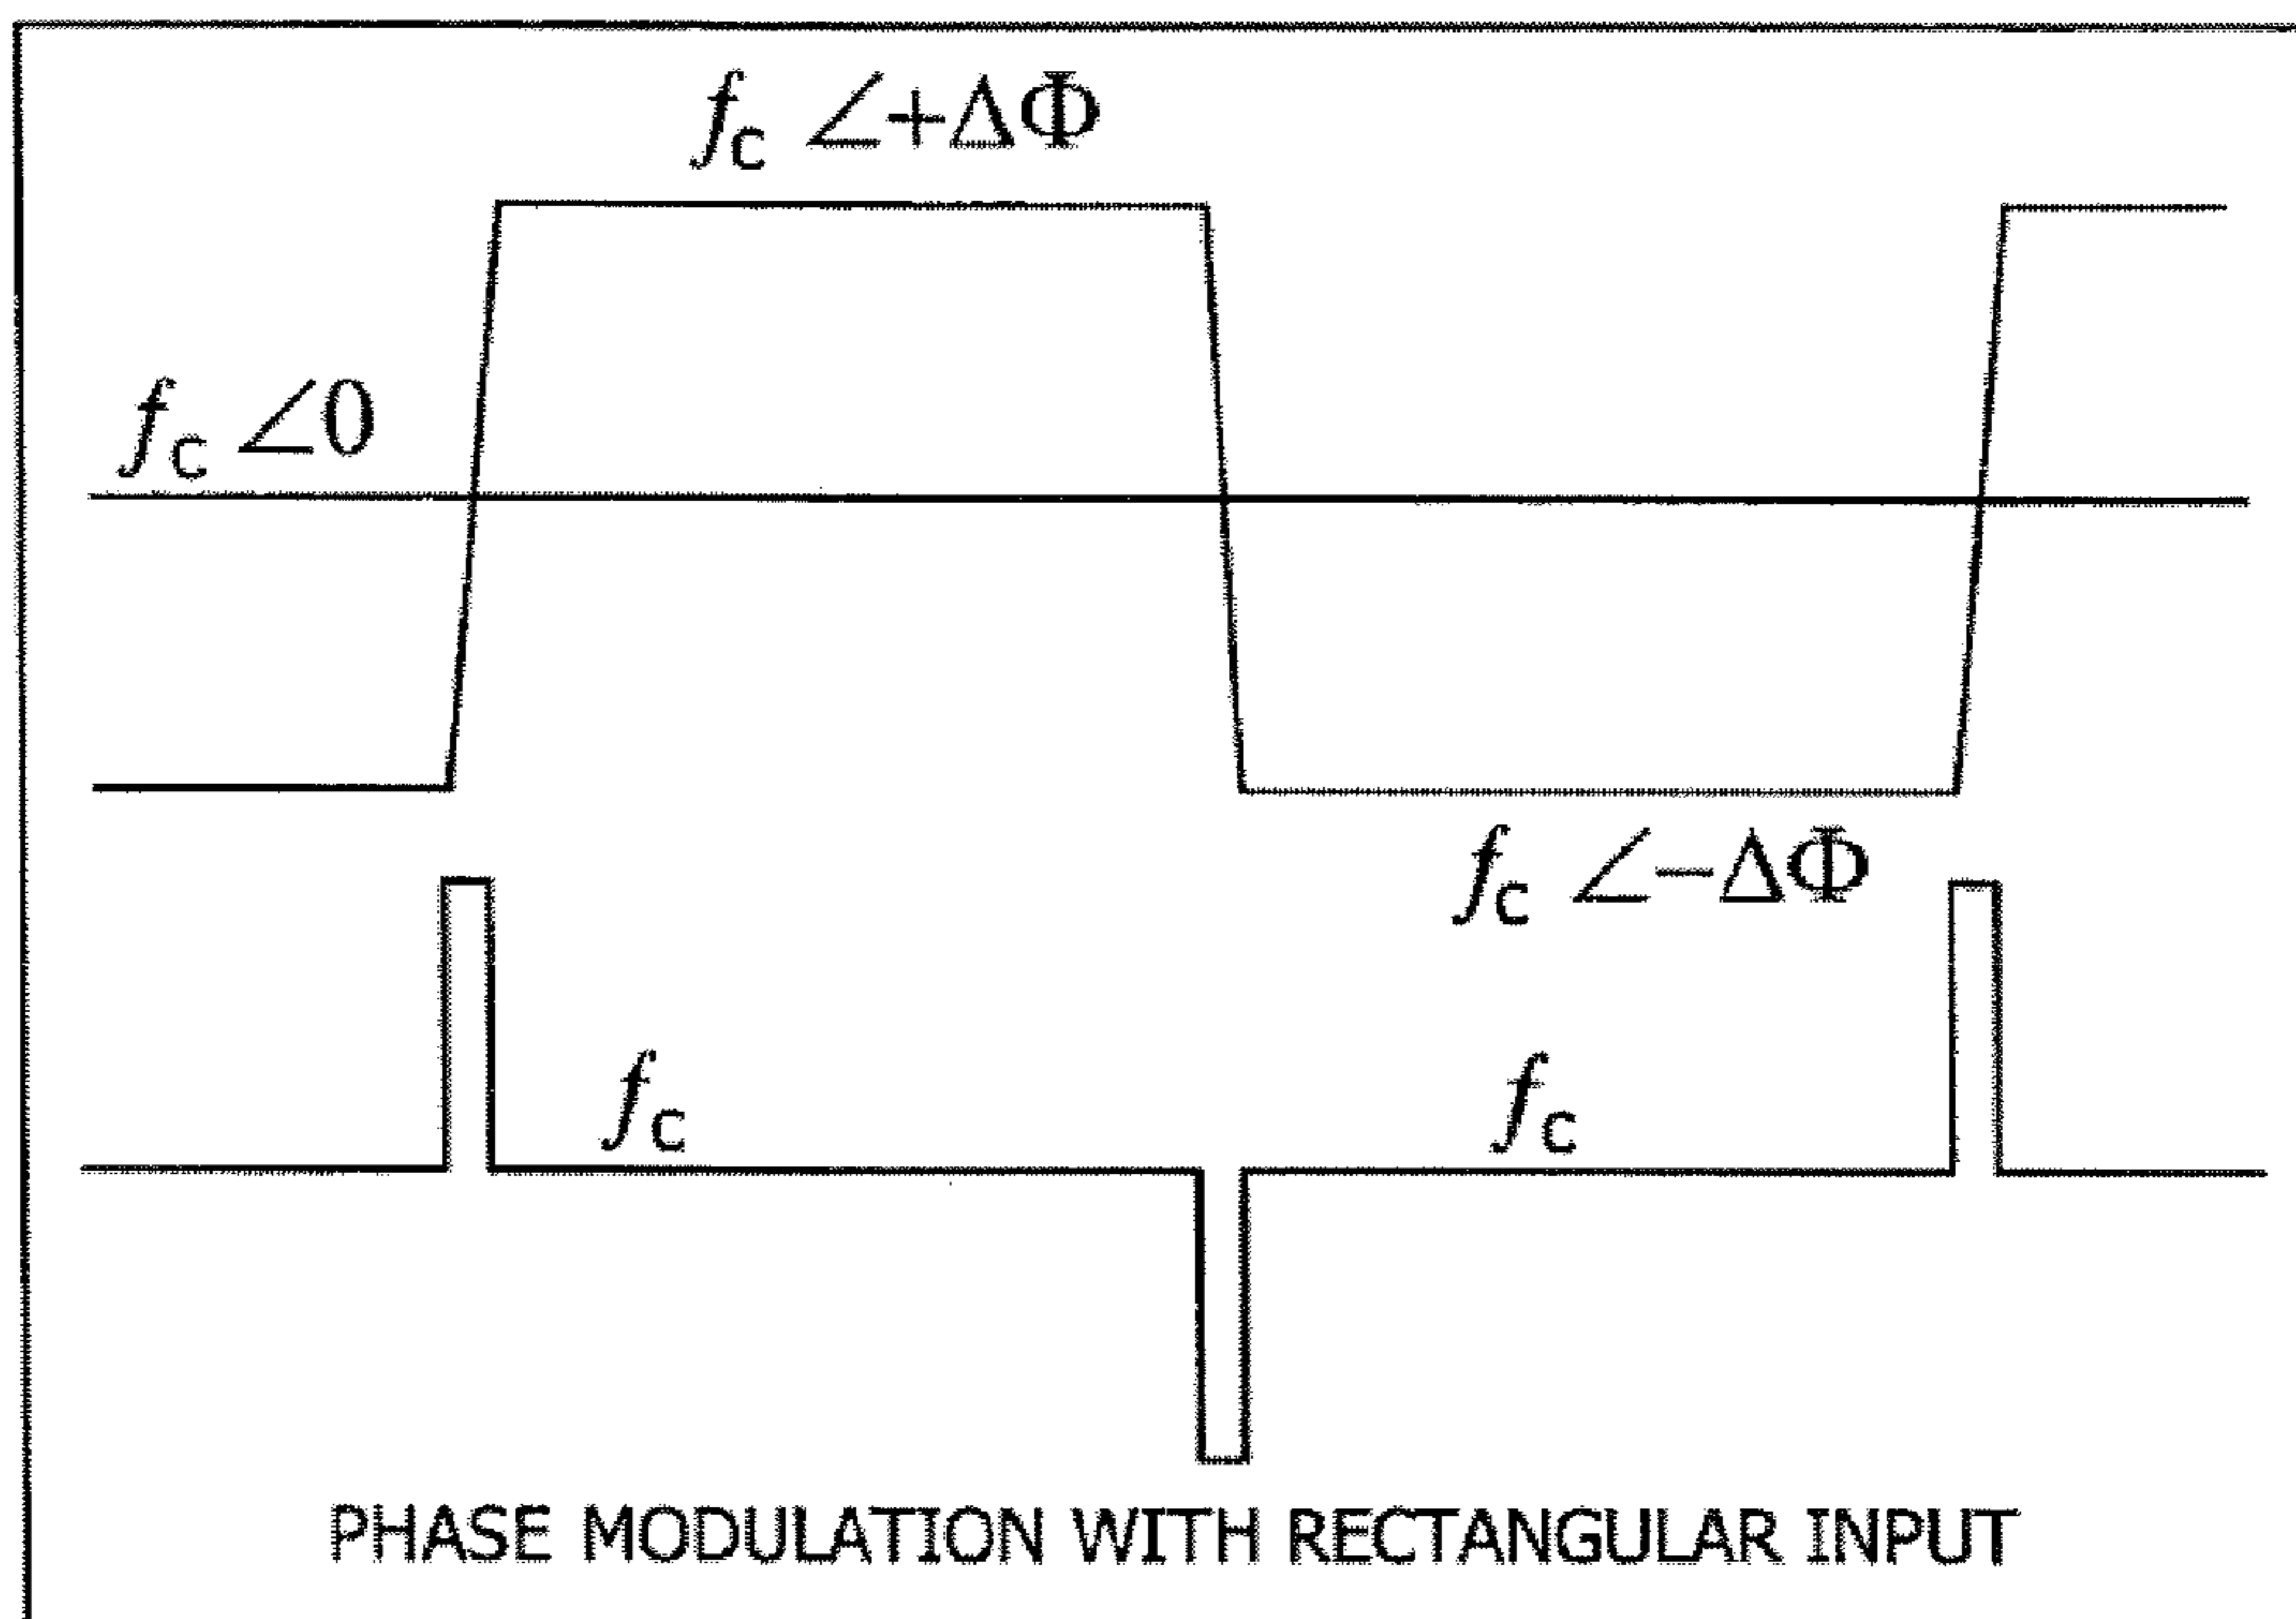 f_c ∠+ΔΦ
f_c ∠0
f_c ∠−ΔΦ
f_c
f_c
PHASE MODULATION WITH RECTANGULAR INPUT